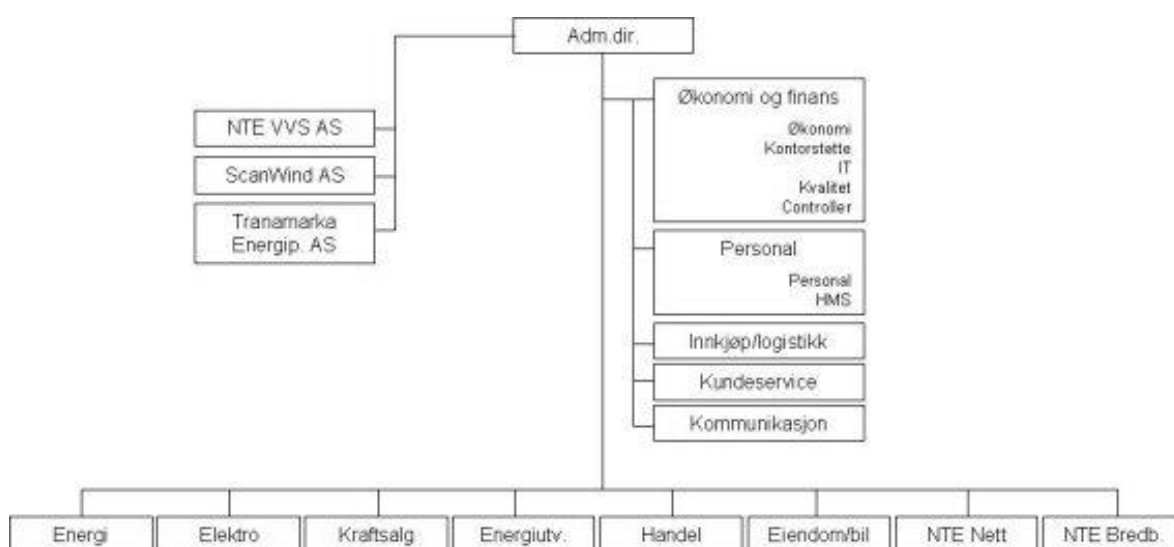 Adm.dir.
NTE VVS AS
ScanWind AS
Tranamarka
Energip. AS
Økonomi og finans
Økonomi
Kontorstøtte
IT
Kvalitet
Controller
Personal
Personal
HMS
Innkjøp/logistikk
Kundeservice
Kommunikasjon
Energi
Elektro
Kraftsalg
Energiutv.
Handel
Eiendom/bil
NTE Nett
NTE Bredb.